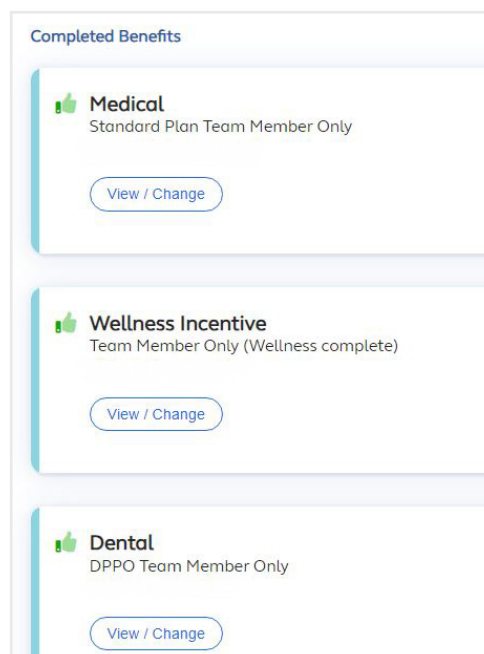 Completed Benefits
Medical
Standard Plan Team Member Only
View / Change
Wellness Incentive
Team Member Only (Wellness complete)
View / Change
Dental
DPPO Team Member Only
View / Change